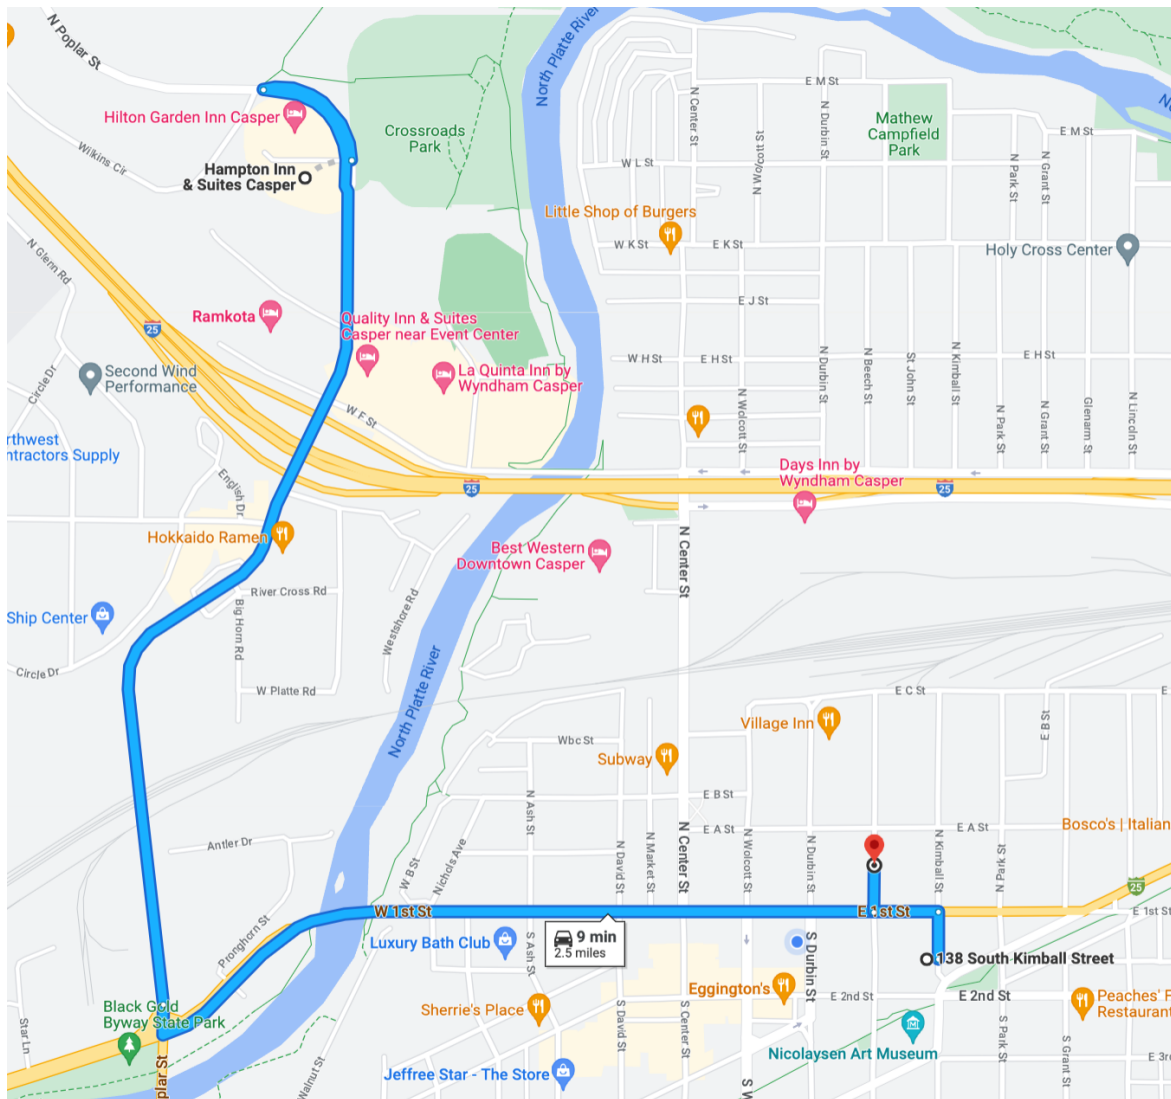 N Poplar St
North Platte River
E M St
Hilton Garden Inn Casper
Crossroads
Park
N Center St
N Wolcott St
N Durbin St
Mathew
Campfield
Park
E M St
Wilkins Cir
Hampton Inn
& Suites Casper
W L St
N Park St
N Grant St
Little Shop of Burgers
N Glenn Rd
W K St
E K St
Holy Cross Center
E J St
25
Ramkota
Quality Inn & Suites
Casper near Event Center
Second Wind
Performance
La Quinta Inn by
Wyndham Casper
Circle Dr
W H St
E H St
E H St
N Durbin St
N Beech St
St John St
N Kimball St
N Wolcott St
N Park St
N Grant St
Glenarm St
N Lincoln St
W F St
rthwest
ntractors Supply
Days Inn by
Wyndham Casper
English Dr
25
25
Hokkaido Ramen
Best Western
Downtown Casper
N Center St
River Cross Rd
Big Horn Rd
Westshore Rd
Ship Center
Circle Dr
W Platte Rd
North Platte River
E C St
E B St
Village Inn
Wbc St
Subway
E B St
N Ash St
N David St
N Market St
N Center St
E A St
N Wolcott St
N Durbin St
N Kimball St
E A St
N Park St
Bosco's | Italian
Antler Dr
W B St
Nichols Ave
25
W 1st St
E 1st St
E 1st St
Pronghorn St
Luxury Bath Club
9 min
2.5 miles
S Ash St
S Durbin St
138 South Kimball Street
Black Gold
Byway State Park
Sherrie's Place
Eggington's
E 2nd St
E 2nd St
Peaches' F
Restaurant
Star Ln
S David St
S Center St
Nicolaysen Art Museum
S Park St
S Grant St
E 3r
plar St
Walnut St
Jeffree Star - The Store
S W